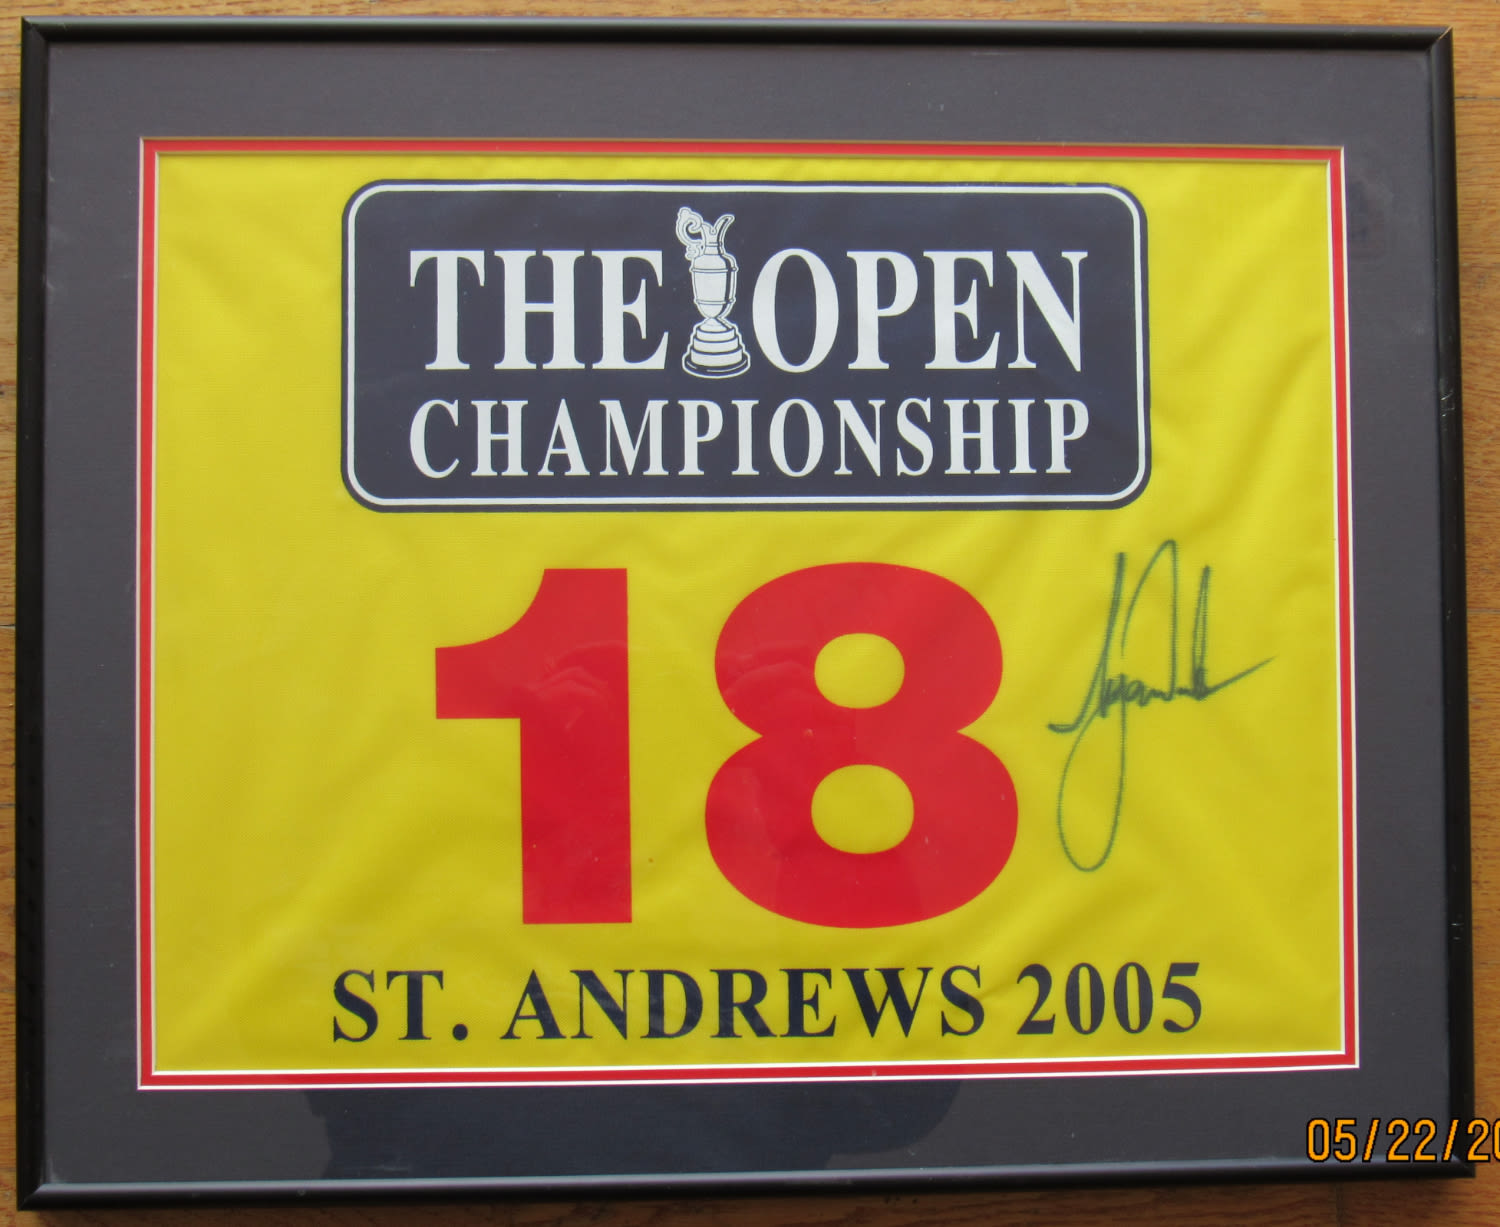 THE OPEN
CHAMPIONSHIP
18
ST. ANDREWS 2005
05/22/20